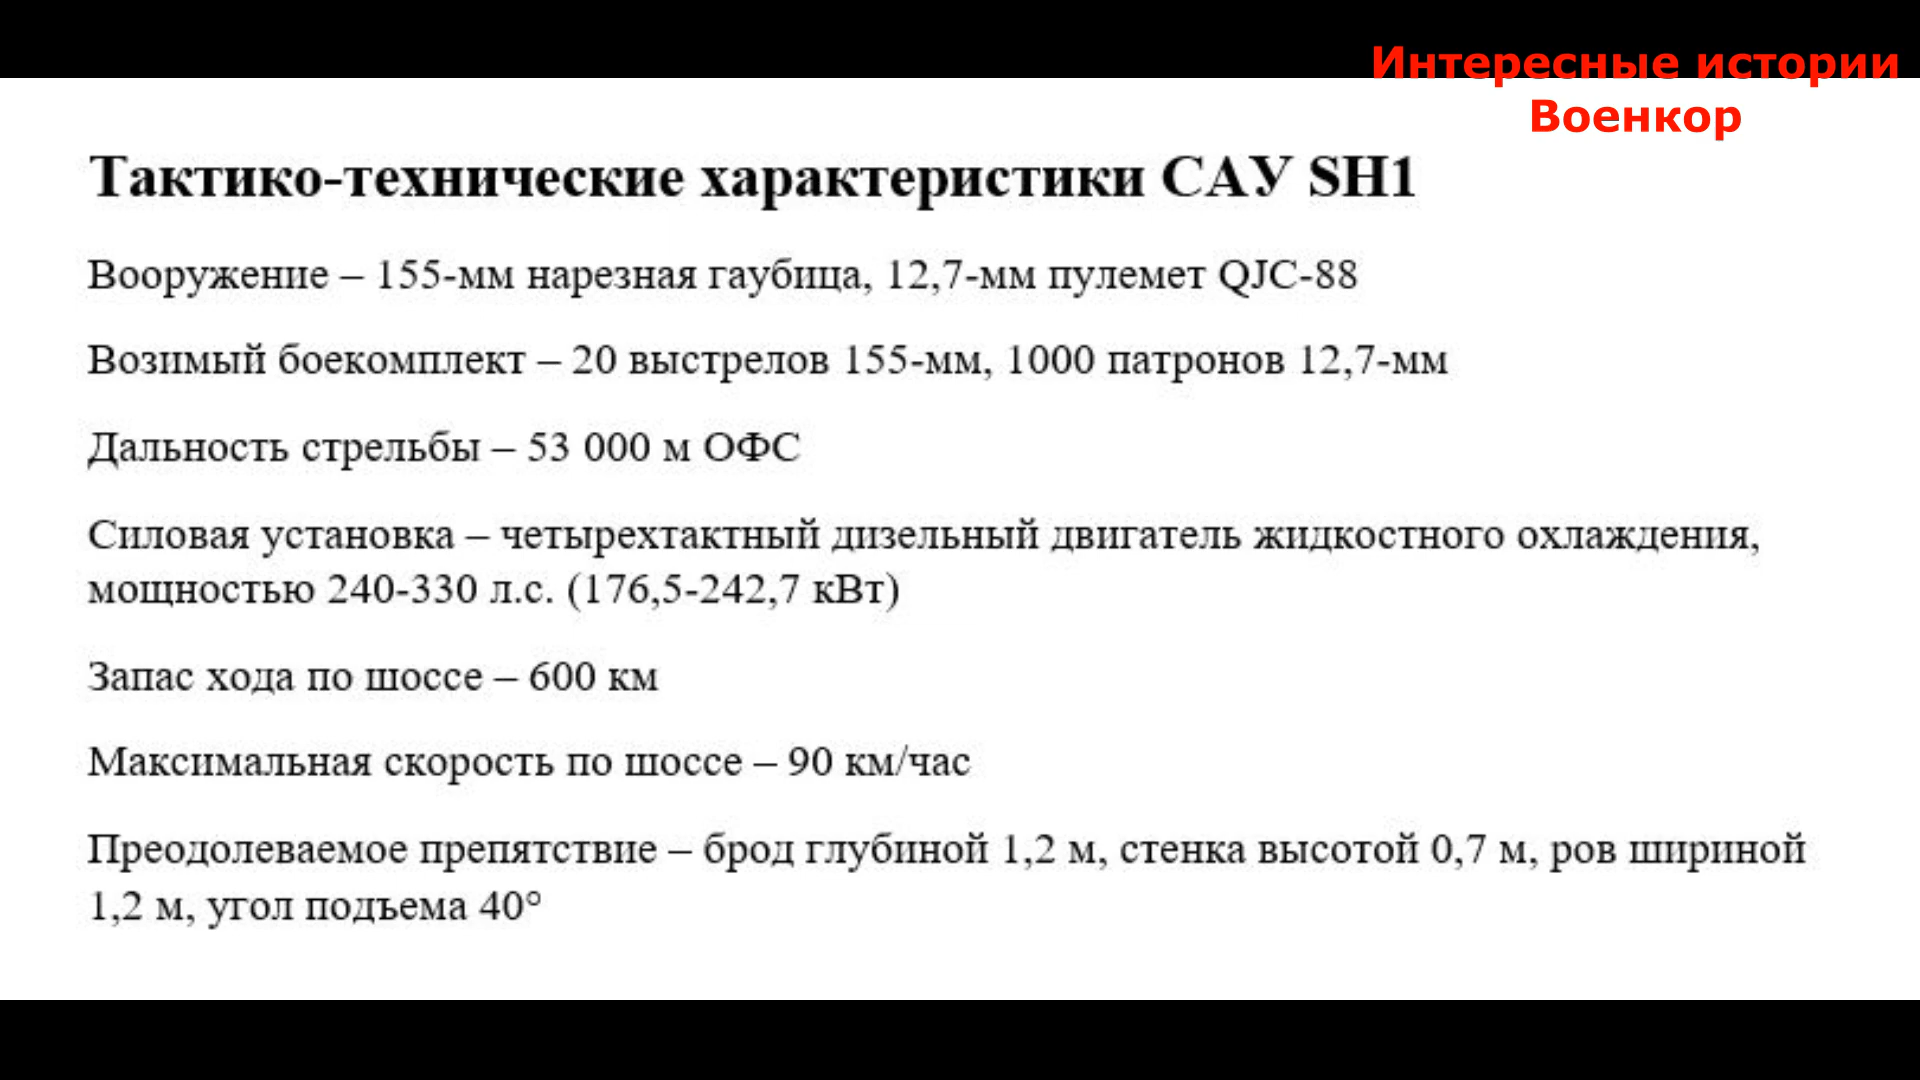 Интересные истории
Военкор
Тактико-технические характеристики САУ SH1
Вооружение – 155-мм нарезная гаубица, 12,7-мм пулемет QJC-88
Возимый боекомплект – 20 выстрелов 155-мм, 1000 патронов 12,7-мм
Дальность стрельбы – 53 000 м ОФС
Силовая установка – четырехтактный дизельный двигатель жидкостного охлаждения,
мощностью 240-330 л.с. (176,5-242,7 кВт)
Запас хода по шоссе – 600 км
Максимальная скорость по шоссе – 90 км/час
Преодолеваемое препятствие – брод глубиной 1,2 м, стенка высотой 0,7 м, ров шириной
1,2 м, угол подъема 40°